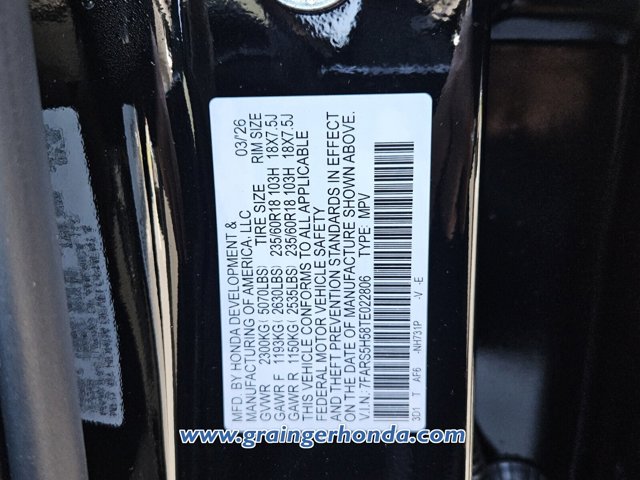 MFD. BY HONDA DEVELOPMENT & 03/26
MANUFACTURING OF AMERICA, LLC
GVWR 2300KG( 5070LBS) TIRE SIZE RIM SIZE
GAWR F 1193KG( 2630LBS) 235/60R18 103H 18X7.5J
GAWR R 1150KG( 2535LBS) 235/60R18 103H 18X7.5J
THIS VEHICLE CONFORMS TO ALL APPLICABLE
FEDERAL MOTOR VEHICLE SAFETY
AND THEFT PREVENTION STANDARDS IN EFFECT
ON THE DATE OF MANUFACTURE SHOWN ABOVE.
V.I.N. 7FARS5H58TE022806 TYPE: MPV
3D1 T AF6 -NH731P -V -E
www.graingerhonda.com